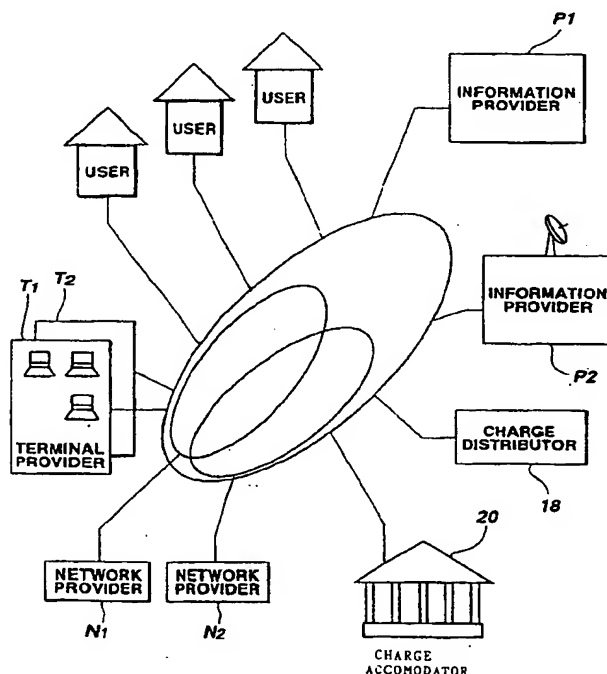 P1
INFORMATION
PROVIDER
USER
USER
USER
T1
T2
INFORMATION
PROVIDER
P2
TERMINAL
PROVIDER
CHARGE
DISTRIBUTOR
18
20
NETWORK
PROVIDER
N1
NETWORK
PROVIDER
N2
CHARGE
ACCOMODATOR